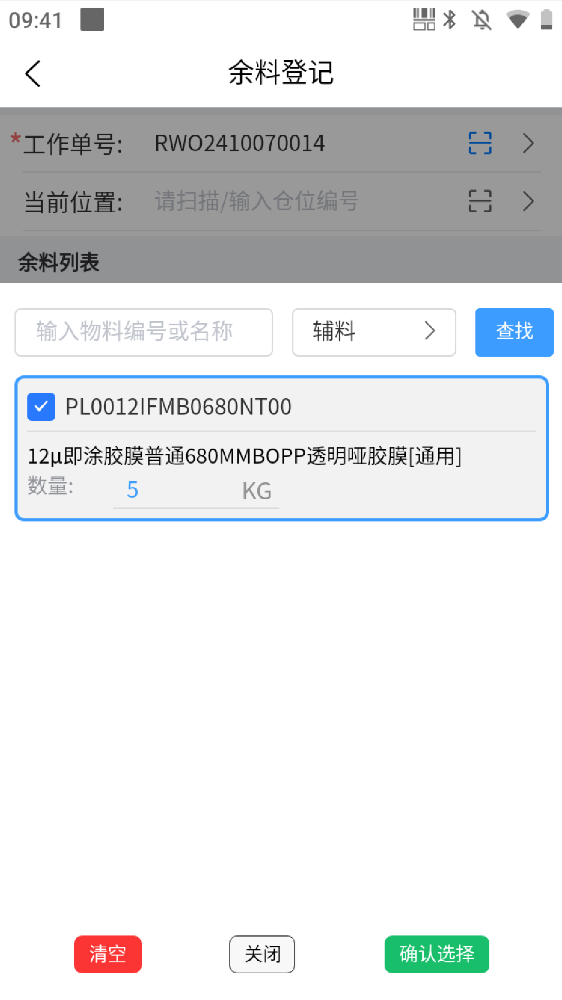 09:41
余料登记
*工作单号: RWO2410070014
当前位置: 请扫描/输入仓位编号
余料列表
输入物料编号或名称 辅料 查找
PL0012IFMB0680NT00
12μ即涂胶膜普通680MMBOPP透明哑胶膜[通用]
数量: 5 KG
清空 关闭 确认选择